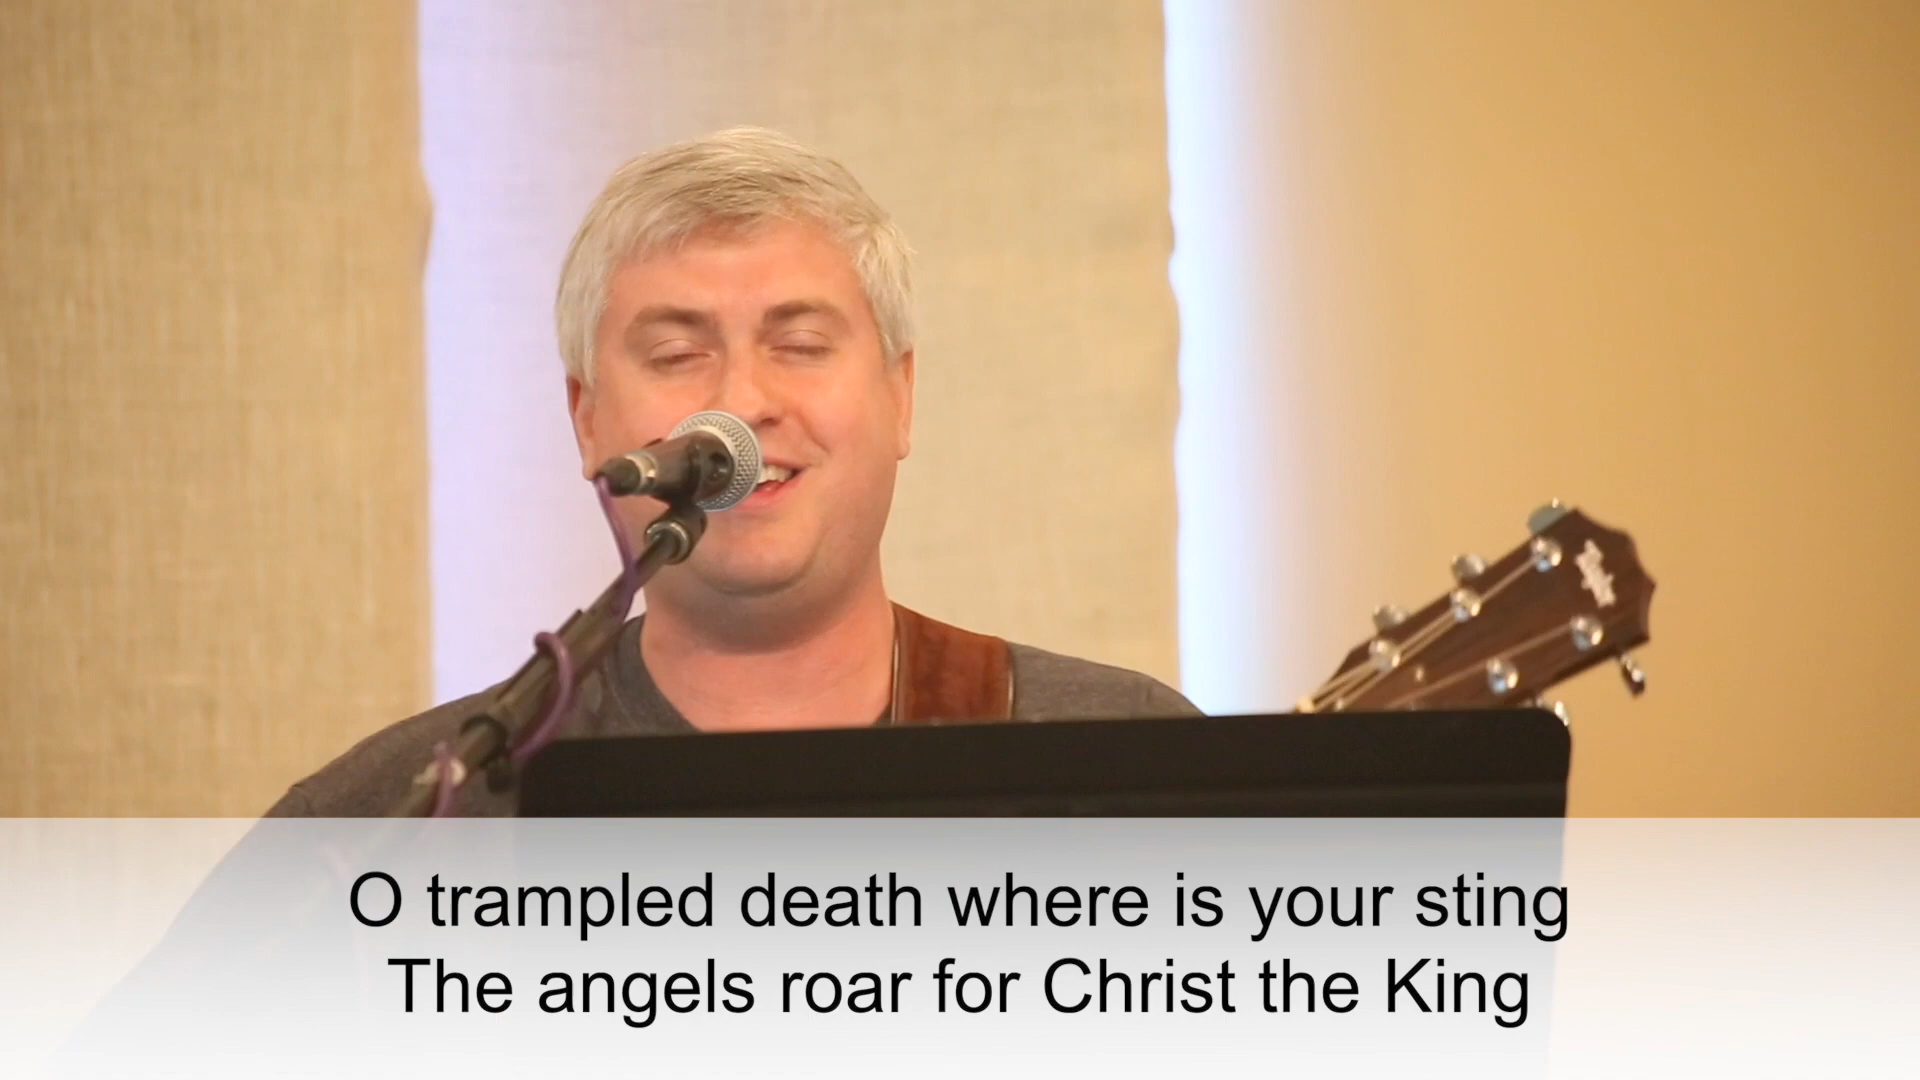 O trampled death where is your sting
The angels roar for Christ the King